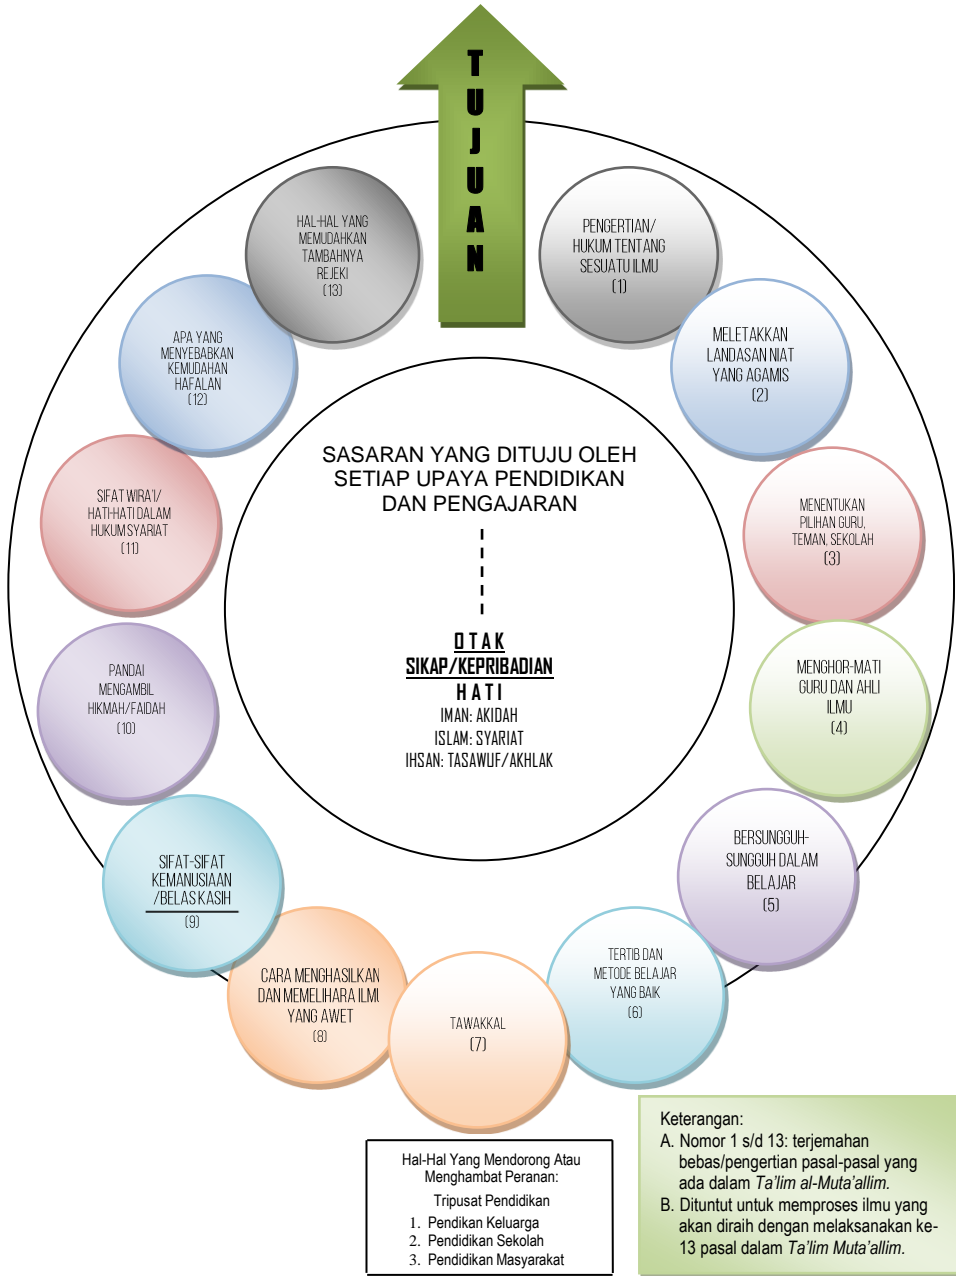 TUJUAN
PENGERTIAN/
HUKUM TENTANG
SESUATU ILMU
(1)
MELETAKKAN
LANDASAN NIAT
YANG AGAMIS
(2)
MENENTUKAN
PILIHAN GURU,
TEMAN, SEKOLAH
(3)
MENGHOR-MATI
GURU DAN AHLI
ILMU
(4)
BERSUNGGUH-
SUNGGUH DALAM
BELAJAR
(5)
TERTIB DAN
METODE BELAJAR
YANG BAIK
(6)
TAWAKKAL
(7)
CARA MENGHASILKAN
DAN MEMELIHARA ILMU
YANG AWET
(8)
SIFAT-SIFAT
KEMANUSIAAN
/BELAS KASIH
(9)
PANDAI
MENGAMBIL
HIKMAH/FAIDAH
(10)
SIFAT WIRA'I/
HATI-HATI DALAM
HUKUM SYARIAT
(11)
APA YANG
MENYEBABKAN
KEMUDAHAN
HAFALAN
(12)
HAL-HAL YANG
MEMUDAHKAN
TAMBAHNYA
REJEKI
(13)
SASARAN YANG DITUJU OLEH
SETIAP UPAYA PENDIDIKAN
DAN PENGAJARAN
OTAK
SIKAP/KEPRIBADIAN
HATI
IMAN: AKIDAH
ISLAM: SYARIAT
IHSAN: TASAWUF/AKHLAK
Hal-Hal Yang Mendorong Atau
Menghambat Peranan:
Tripusat Pendidikan
1. Pendikan Keluarga
2. Pendidikan Sekolah
3. Pendidikan Masyarakat
Keterangan:
A. Nomor 1 s/d 13: terjemahan
bebas/pengertian pasal-pasal yang
ada dalam Ta'lim al-Muta'allim.
B. Dituntut untuk memproses ilmu yang
akan diraih dengan melaksanakan ke-
13 pasal dalam Ta'lim Muta'allim.